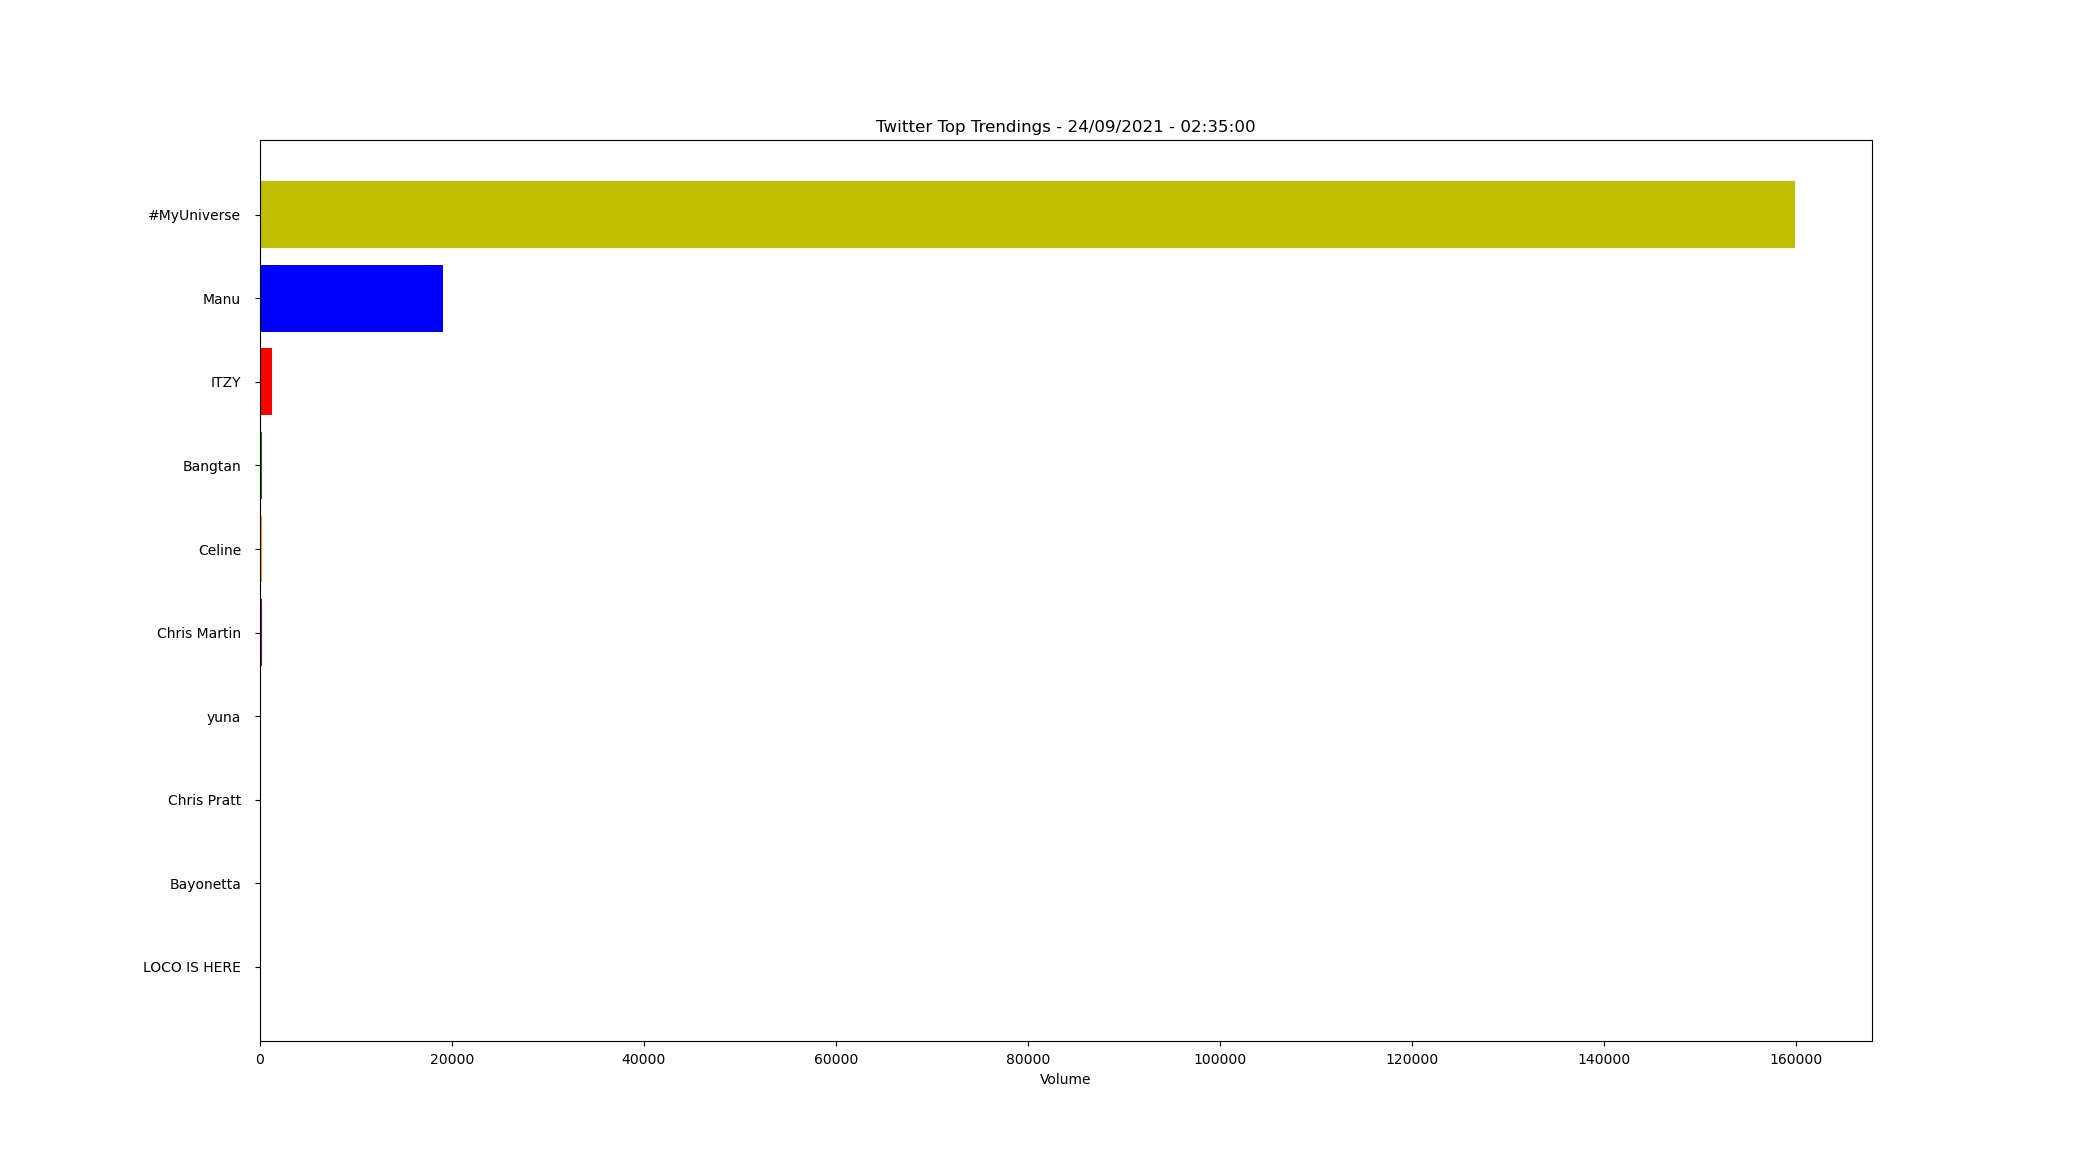 Twitter Top Trendings - 24/09/2021 - 02:35:00
#MyUniverse
Manu
ITZY
Bangtan
Celine
Chris Martin
yuna
Chris Pratt
Bayonetta
LOCO IS HERE
0 20000 40000 60000 80000 100000 120000 140000 160000
Volume